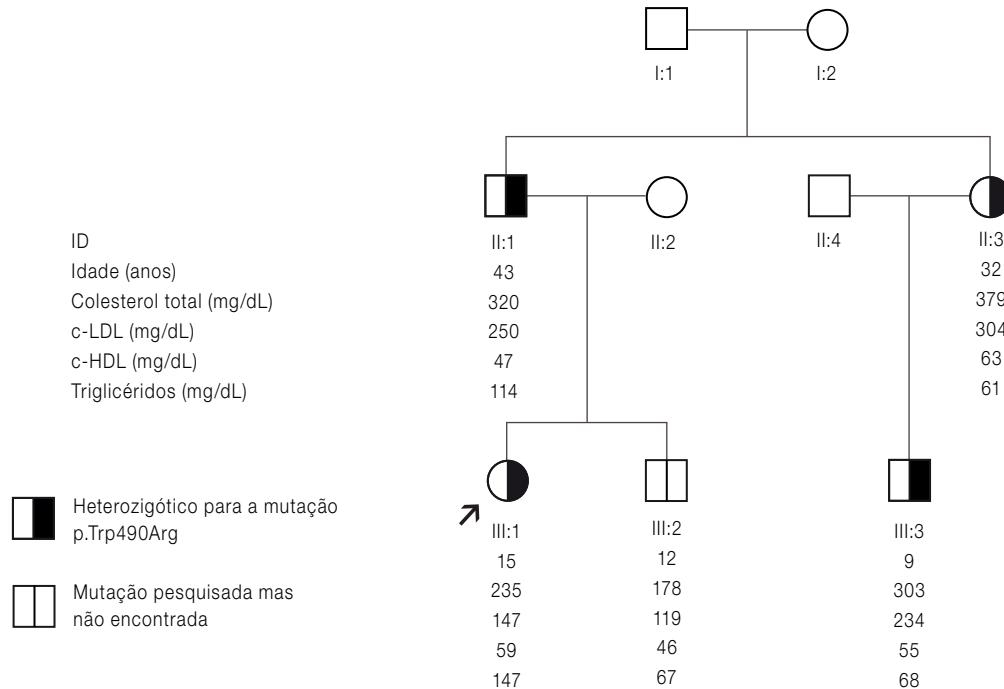 I:1 I:2
II:1 II:2 II:4 II:3
ID
Idade (anos) 43 32
Colesterol total (mg/dL) 320 379
c-LDL (mg/dL) 250 304
c-HDL (mg/dL) 47 63
Triglicéridos (mg/dL) 114 61
Heterozigótico para a mutação
p.Trp490Arg
Mutação pesquisada mas
não encontrada
III:1 III:2 III:3
15 12 9
235 178 303
147 119 234
59 46 55
147 67 68